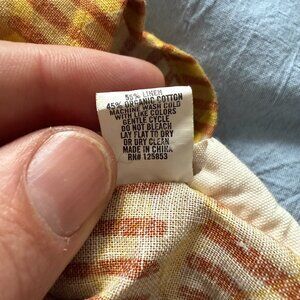 55% LINEN
45% ORGANIC COTTON
MACHINE WASH COLD
WITH LIKE COLORS
GENTLE CYCLE
DO NOT BLEACH
LAY FLAT TO DRY
OR DRY CLEAN
MADE IN CHINA
RN# 125853